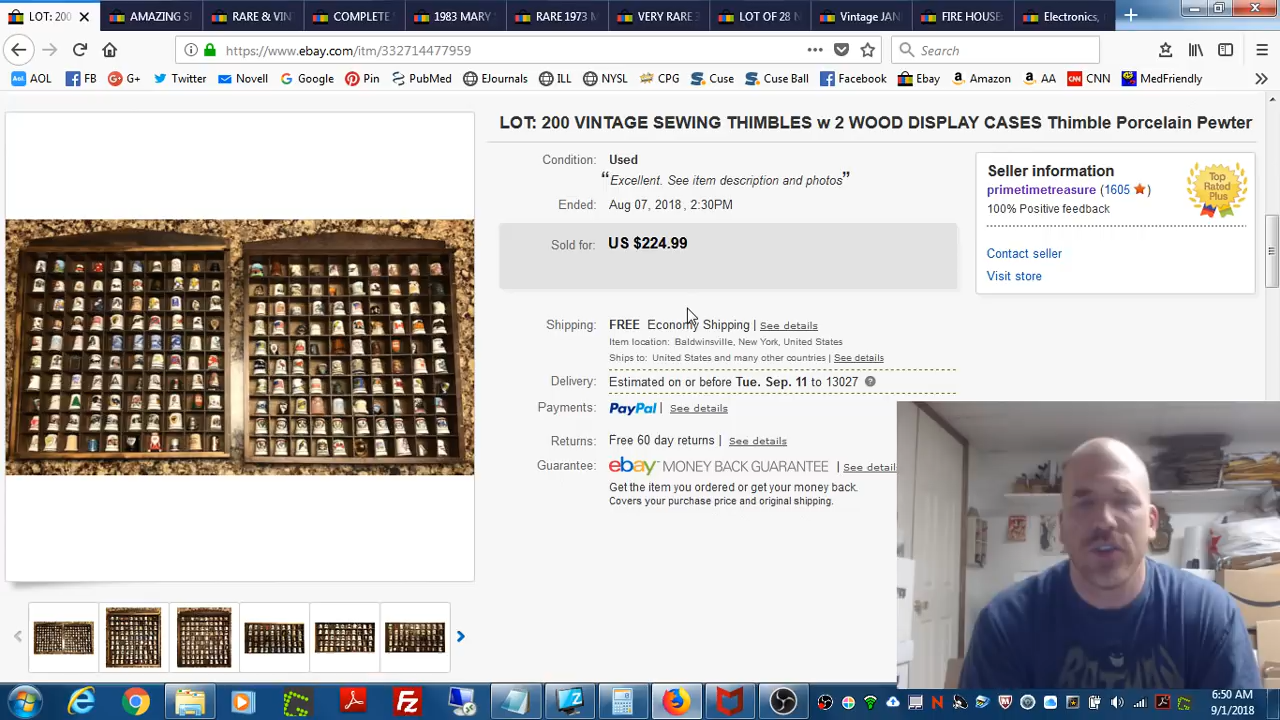 LOT: 200
AMAZING S
RARE & VIN
COMPLETE
1983 MARY
RARE 1973 M
VERY RARE
LOT OF 28
Vintage JAN
FIRE HOUSE
Electronics,
https://www.ebay.com/itm/332714477959
Search
AOL FB G+ Twitter Novell Google Pin PubMed EJournals ILL NYSL CPG Cuse Cuse Ball Facebook Ebay Amazon AA CNN MedFriendly
LOT: 200 VINTAGE SEWING THIMBLES w 2 WOOD DISPLAY CASES Thimble Porcelain Pewter
Condition: Used
“Excellent. See item description and photos”
Ended: Aug 07, 2018 , 2:30PM
Sold for: US $224.99
Seller information
primetimetreasure (1605)
100% Positive feedback
Contact seller
Visit store
Top Rated Plus
Shipping: FREE Economy Shipping | See details
Item location: Baldwinsville, New York, United States
Ships to: United States and many other countries | See details
Delivery: Estimated on or before Tue. Sep. 11 to 13027
Payments: PayPal | See details
Returns: Free 60 day returns | See details
Guarantee: ebay MONEY BACK GUARANTEE | See detail
Get the item you ordered or get your money back.
Covers your purchase price and original shipping.
6:50 AM
9/1/2018